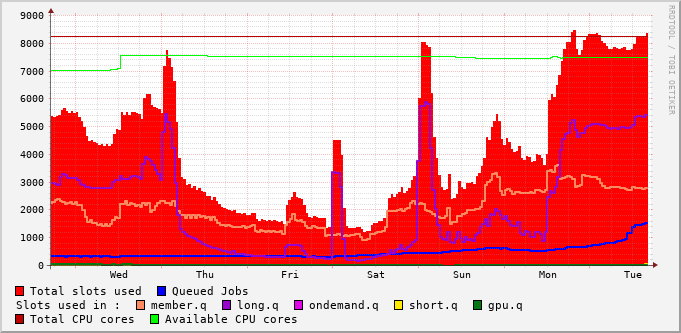 9000
8000
7000
6000
5000
4000
3000
2000
1000
0
Wed Thu Fri Sat Sun Mon Tue
RRDTOOL / TOBI OETIKER
Total slots used Queued Jobs
Slots used in : member.q long.q ondemand.q short.q gpu.q
Total CPU cores Available CPU cores